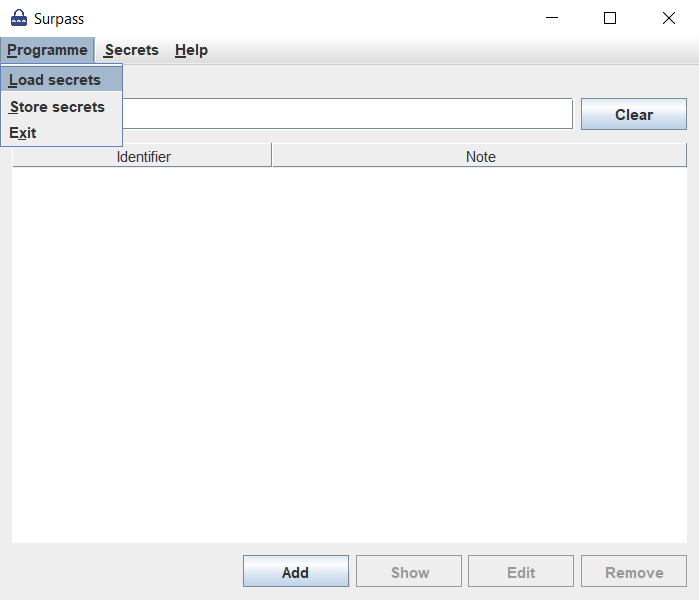 Surpass
Programme Secrets Help
Load secrets
Store secrets
Exit
Clear
Identifier Note
Add Show Edit Remove